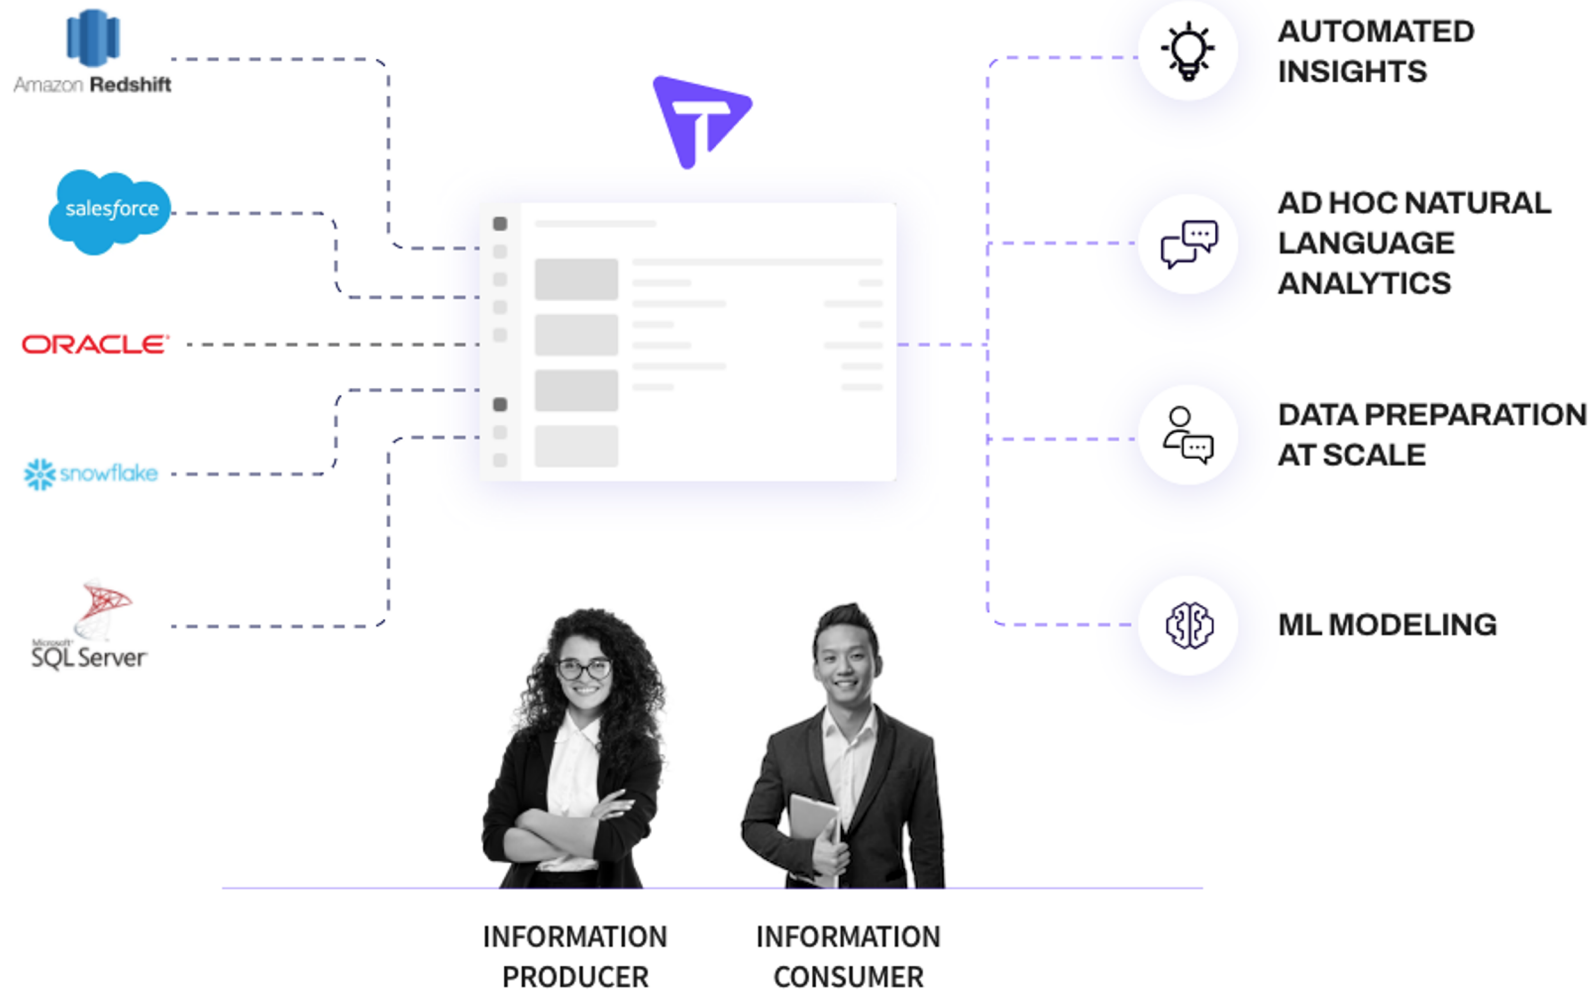 Amazon Redshift
salesforce
ORACLE
snowflake
Microsoft
SQL Server
T
AUTOMATED
INSIGHTS
AD HOC NATURAL
LANGUAGE
ANALYTICS
DATA PREPARATION
AT SCALE
ML MODELING
INFORMATION
PRODUCER
INFORMATION
CONSUMER